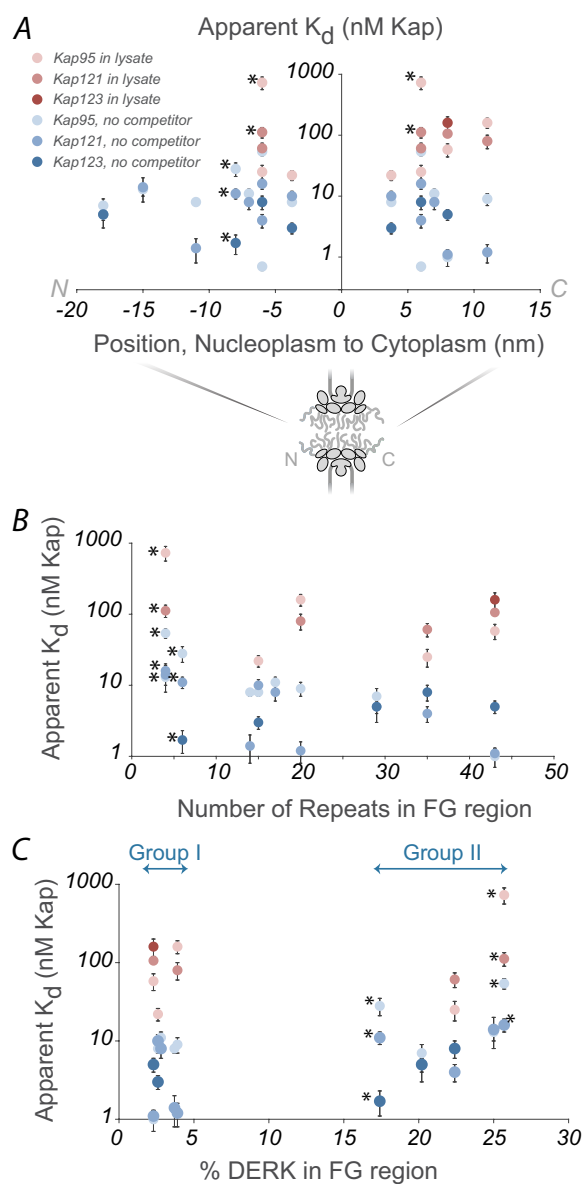 A
Apparent Kd (nM Kap)
Kap95 in lysate
Kap121 in lysate
Kap123 in lysate
Kap95, no competitor
Kap121, no competitor
Kap123, no competitor
1000
100
10
1
* * * * * * *
N
C
-20 -15 -10 -5 0 5 10 15
Position, Nucleoplasm to Cytoplasm (nm)
N
C
B
Apparent Kd (nM Kap)
1000
100
10
1
* * * * * * * *
0 10 20 30 40 50
Number of Repeats in FG region
C
Group I
Group II
Apparent Kd (nM Kap)
1000
100
10
1
* * * * * * *
0 5 10 15 20 25 30
% DERK in FG region